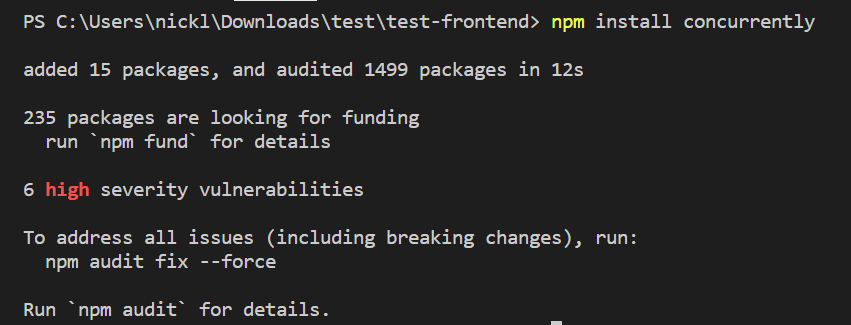 PS C:\Users\nickl\Downloads\test\test-frontend> npm install concurrently
added 15 packages, and audited 1499 packages in 12s
235 packages are looking for funding
  run `npm fund` for details
6 high severity vulnerabilities
To address all issues (including breaking changes), run:
  npm audit fix --force
Run `npm audit` for details.